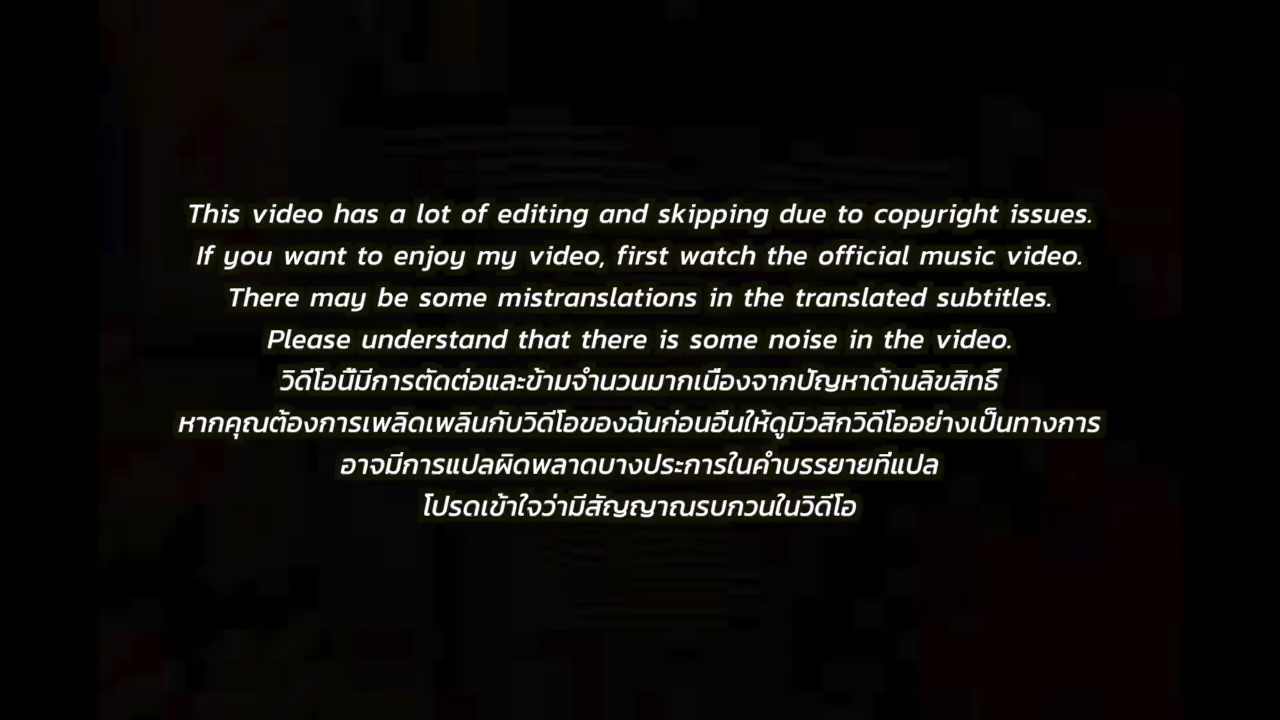 This video has a lot of editing and skipping due to copyright issues.
If you want to enjoy my video, first watch the official music video.
There may be some mistranslations in the translated subtitles.
Please understand that there is some noise in the video.
วิดีโอนี้มีการตัดต่อและข้ามจำนวนมากเนื่องจากปัญหาด้านลิขสิทธิ์
หากคุณต้องการเพลิดเพลินกับวิดีโอของฉันก่อนอื่นให้ดูมิวสิกวิดีโออย่างเป็นทางการ
อาจมีการแปลผิดพลาดบางประการในคำบรรยายที่แปล
โปรดเข้าใจว่ามีสัญญาณรบกวนในวิดีโอ